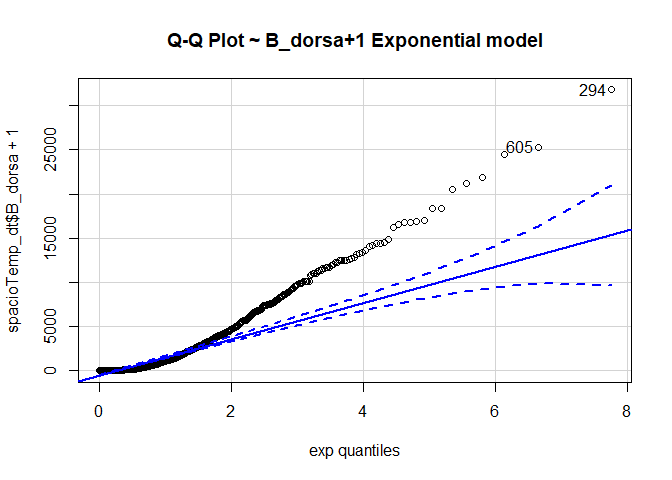 Q-Q Plot ~ B_dorsa+1 Exponential model
spacioTemp_dt$B_dorsa + 1
25000
15000
5000
0
294
605
0 2 4 6 8
exp quantiles